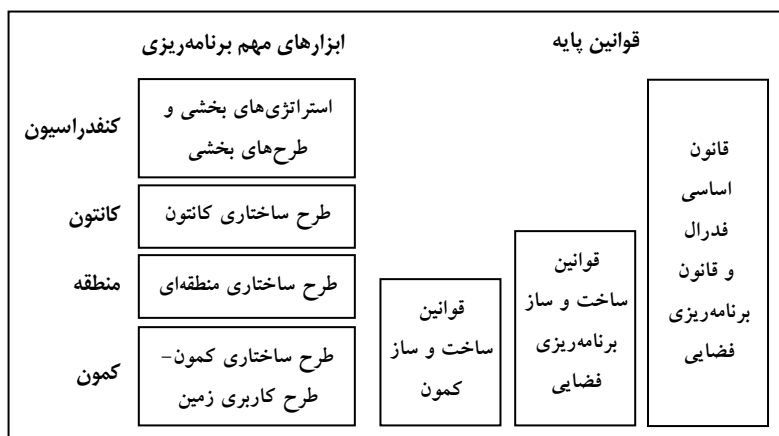 قوانین پایه
ابزارهای مهم برنامه‌ریزی
کنفدراسیون
استراتژی‌های بخشی و
طرح‌های بخشی
کانتون
طرح ساختاری کانتون
منطقه
طرح ساختاری منطقه‌ای
کمون
طرح ساختاری کمون-
طرح کاربری زمین
قانون
اساسی
فدرال
و قانون
برنامه‌ریزی
فضایی
قوانین
ساخت و ساز
برنامه‌ریزی
فضایی
قوانین
ساخت و ساز
کمون